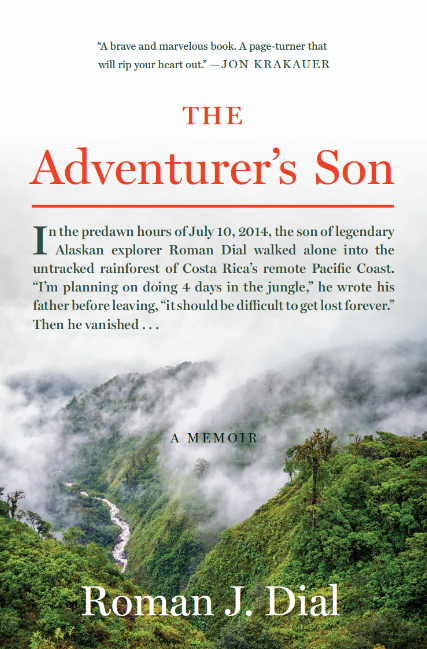 “A brave and marvelous book. A page-turner that
will rip your heart out.” —JON KRAKAUER
THE
Adventurer’s Son
In the predawn hours of July 10, 2014, the son of legendary
Alaskan explorer Roman Dial walked alone into the
untracked rainforest of Costa Rica’s remote Pacific Coast.
“I’m planning on doing 4 days in the jungle,” he wrote his
father before leaving, “it should be difficult to get lost forever.”
Then he vanished . . .
A MEMOIR
Roman J. Dial